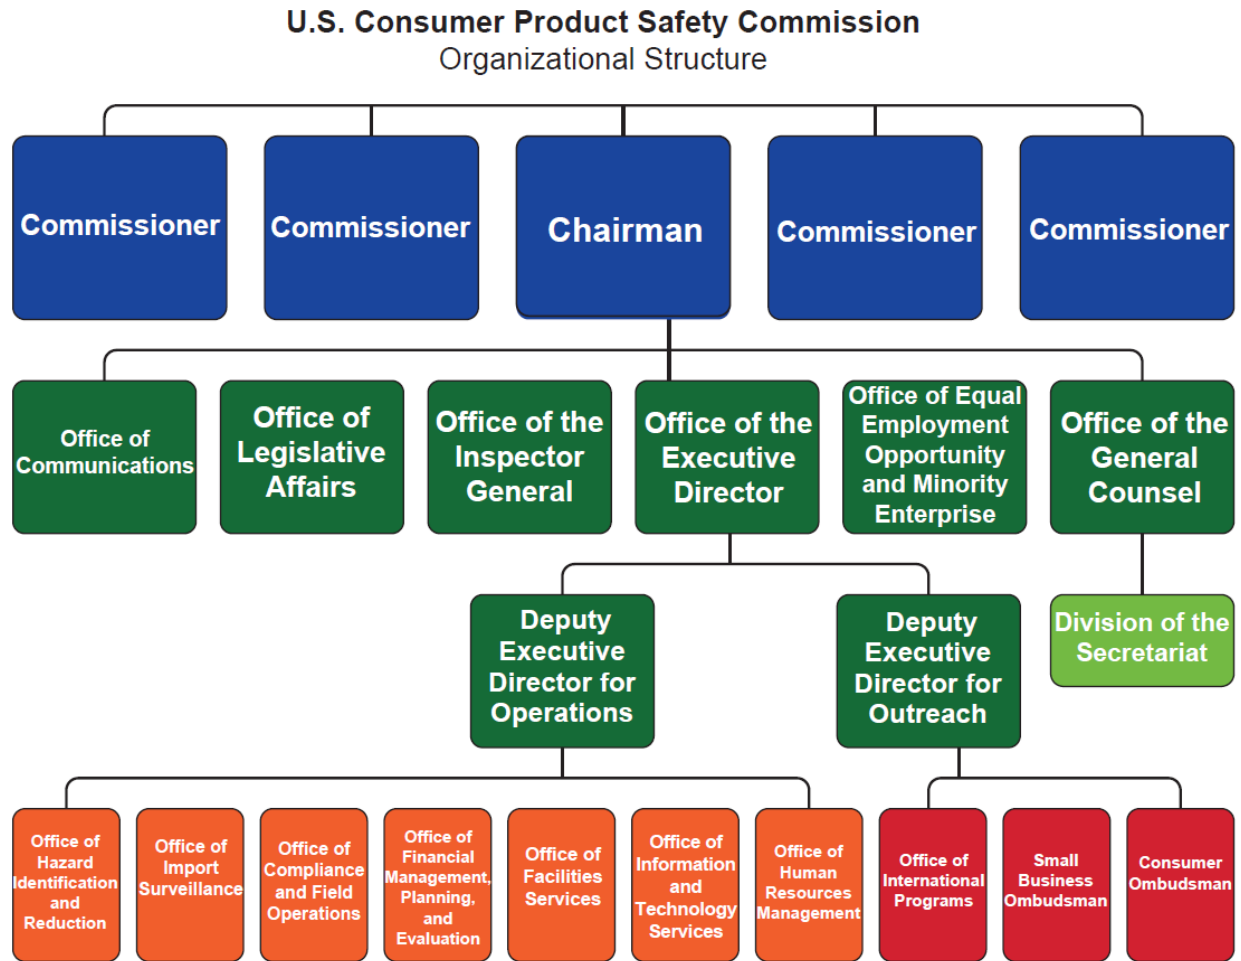 U.S. Consumer Product Safety Commission
Organizational Structure
Commissioner
Commissioner
Chairman
Commissioner
Commissioner
Office of
Communications
Office of
Legislative
Affairs
Office of the
Inspector
General
Office of the
Executive
Director
Office of Equal
Employment
Opportunity
and Minority
Enterprise
Office of the
General
Counsel
Deputy
Executive
Director for
Operations
Deputy
Executive
Director for
Outreach
Division of the
Secretariat
Office of
Hazard
Identification
and
Reduction
Office of
Import
Surveillance
Office of
Compliance
and Field
Operations
Office of
Financial
Management,
Planning,
and
Evaluation
Office of
Facilities
Services
Office of
Information
and
Technology
Services
Office of
Human
Resources
Management
Office of
International
Programs
Small
Business
Ombudsman
Consumer
Ombudsman